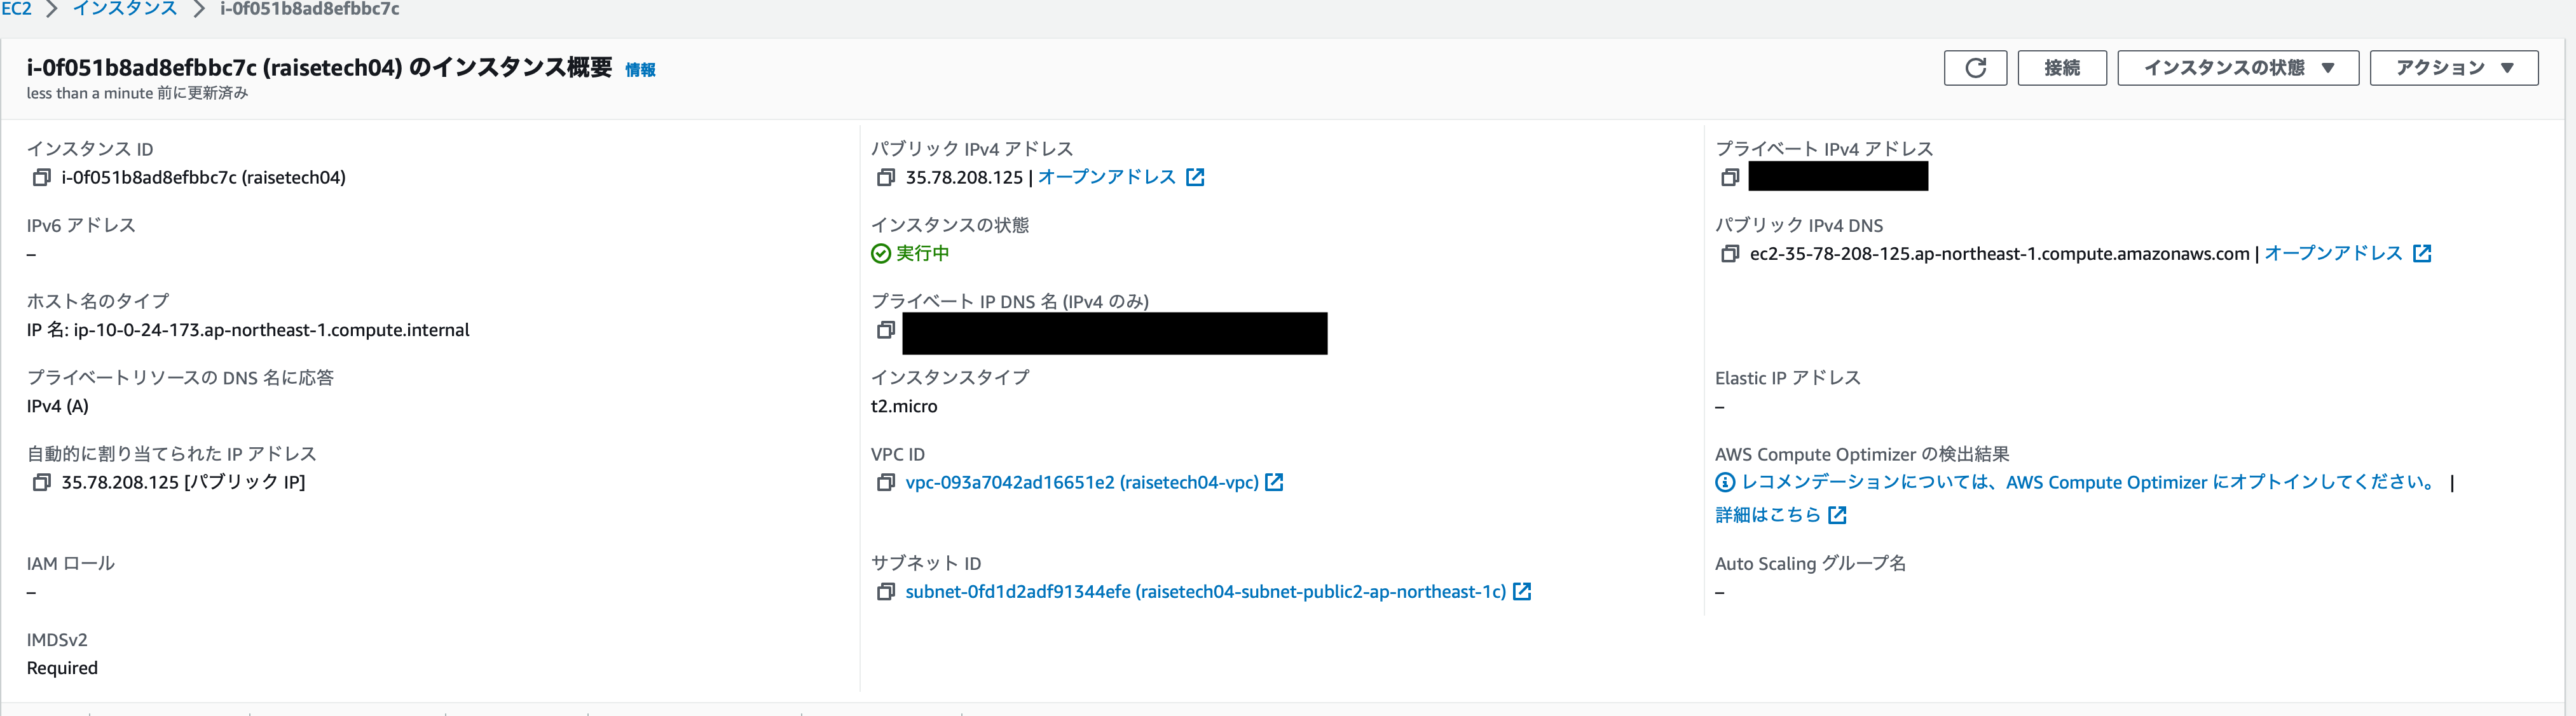 EC2 > インスタンス > i-0f051b8ad8efbbc7c
i-0f051b8ad8efbbc7c (raisetech04) のインスタンス概要 情報
less than a minute 前に更新済み
接続
インスタンスの状態 ▼
アクション ▼
インスタンス ID
i-0f051b8ad8efbbc7c (raisetech04)
パブリック IPv4 アドレス
35.78.208.125 | オープンアドレス
プライベート IPv4 アドレス
IPv6 アドレス
–
インスタンスの状態
実行中
パブリック IPv4 DNS
ec2-35-78-208-125.ap-northeast-1.compute.amazonaws.com | オープンアドレス
ホスト名のタイプ
IP 名: ip-10-0-24-173.ap-northeast-1.compute.internal
プライベート IP DNS 名 (IPv4 のみ)
プライベートリソースの DNS 名に応答
IPv4 (A)
インスタンスタイプ
t2.micro
Elastic IP アドレス
–
自動的に割り当てられた IP アドレス
35.78.208.125 [パブリック IP]
VPC ID
vpc-093a7042ad16651e2 (raisetech04-vpc)
AWS Compute Optimizer の検出結果
レコメンデーションについては、AWS Compute Optimizer にオプトインしてください。 |
詳細はこちら
IAM ロール
–
サブネット ID
subnet-0fd1d2adf91344efe (raisetech04-subnet-public2-ap-northeast-1c)
Auto Scaling グループ名
–
IMDSv2
Required